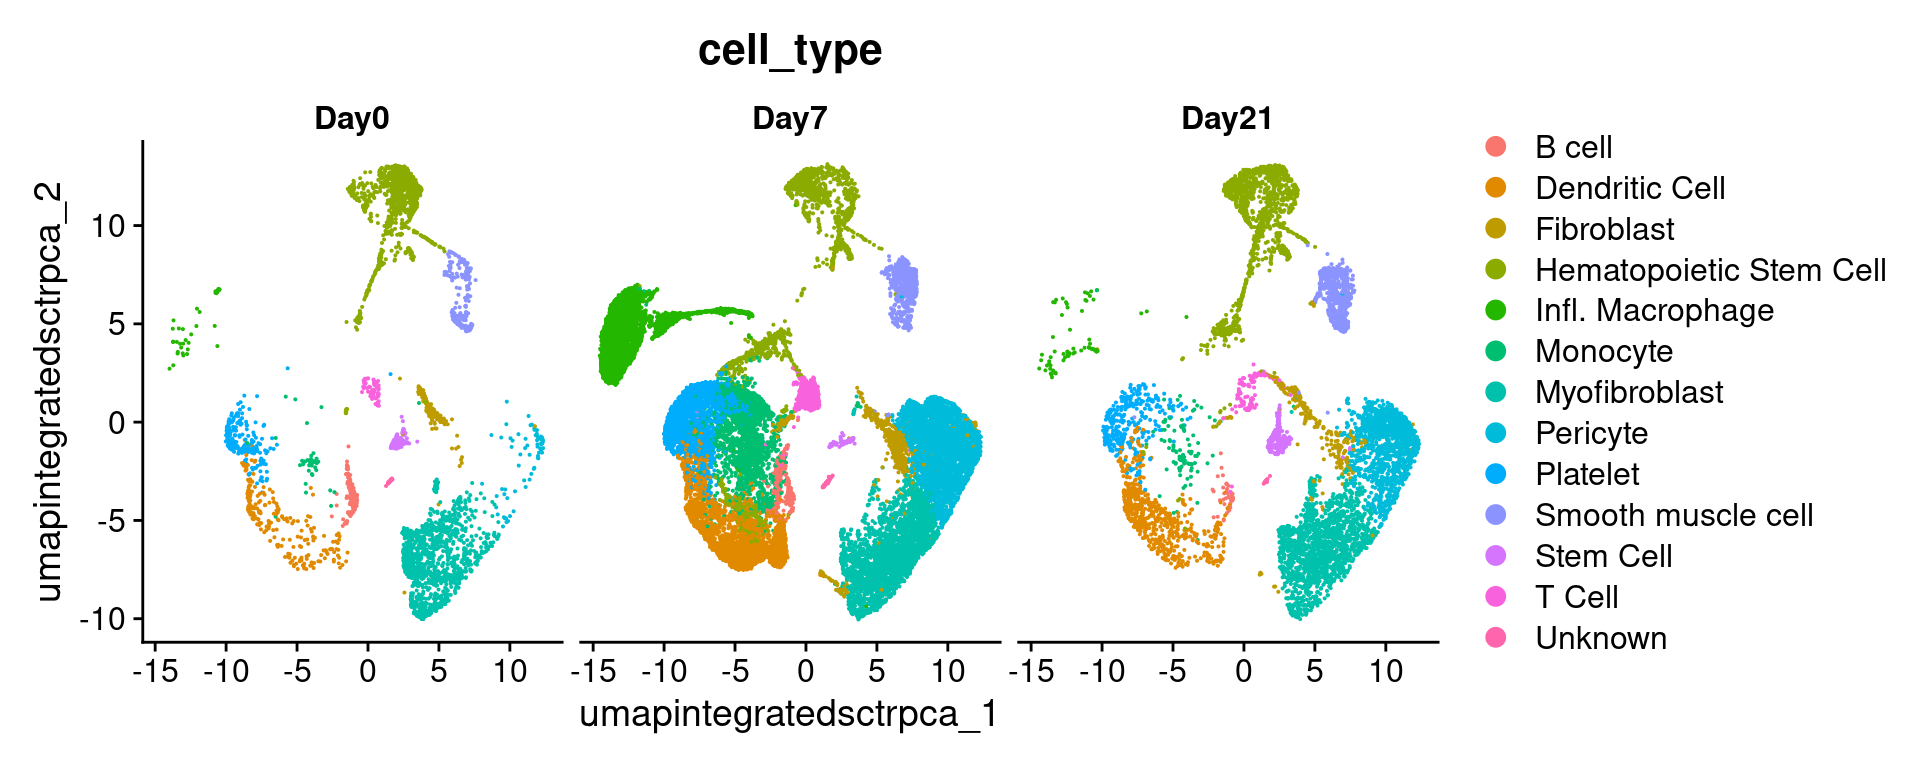 cell_type
Day0
Day7
Day21
umapintegratedsctrpca_2
10
5
0
-5
-10
-15 -10 -5 0 5 10
-15 -10 -5 0 5 10
-15 -10 -5 0 5 10
umapintegratedsctrpca_1
B cell
Dendritic Cell
Fibroblast
Hematopoietic Stem Cell
Infl. Macrophage
Monocyte
Myofibroblast
Pericyte
Platelet
Smooth muscle cell
Stem Cell
T Cell
Unknown